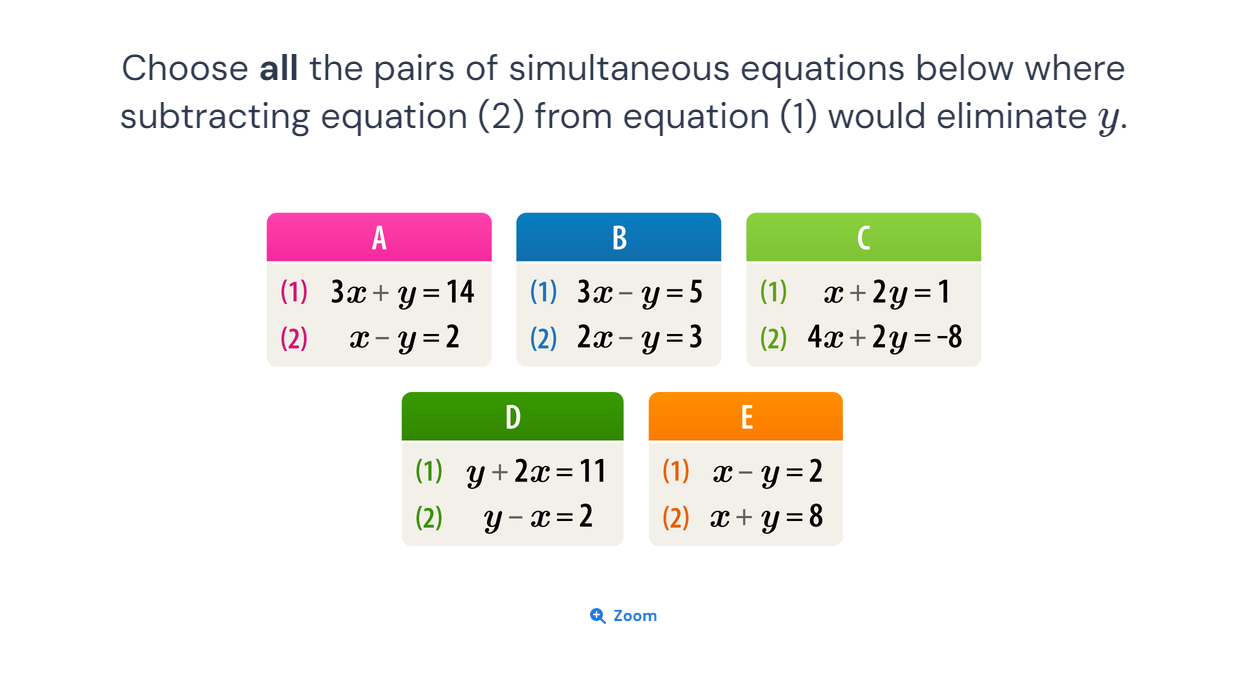 Choose all the pairs of simultaneous equations below where
subtracting equation (2) from equation (1) would eliminate y.
A
(1) 3x + y = 14
(2) x − y = 2
B
(1) 3x − y = 5
(2) 2x − y = 3
C
(1) x + 2y = 1
(2) 4x + 2y = -8
D
(1) y + 2x = 11
(2) y − x = 2
E
(1) x − y = 2
(2) x + y = 8
Zoom